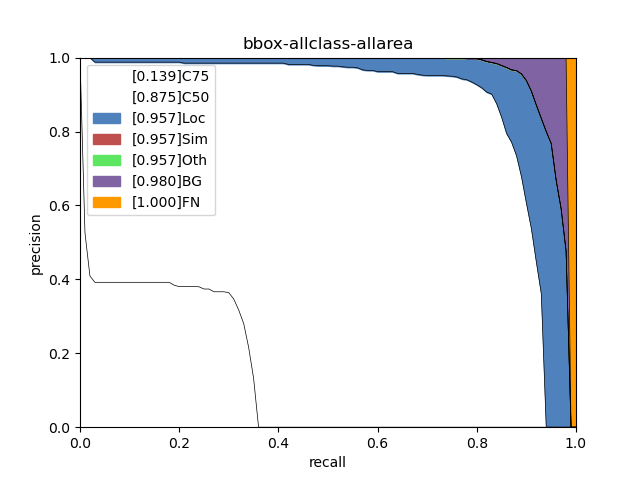 bbox-allclass-allarea
1.0
0.8
0.6
0.4
0.2
0.0
precision
[0.139]C75
[0.875]C50
[0.957]Loc
[0.957]Sim
[0.957]Oth
[0.980]BG
[1.000]FN
0.0 0.2 0.4 0.6 0.8 1.0
recall